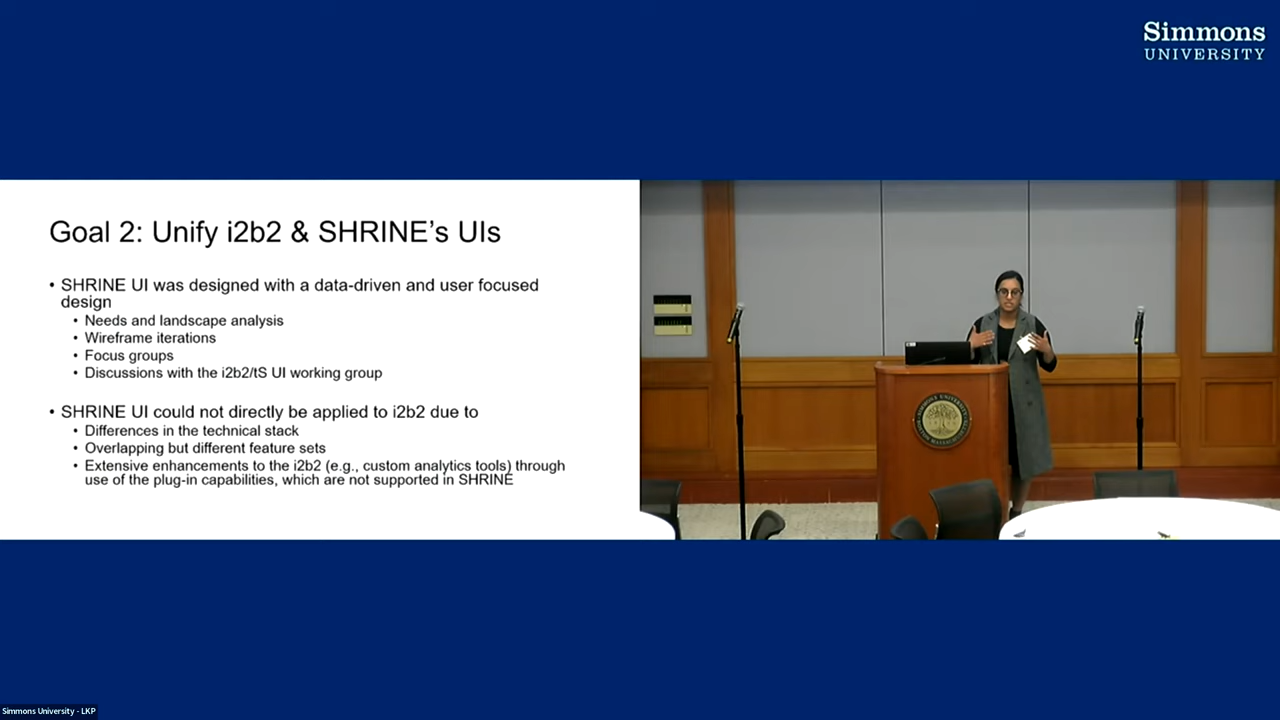 Simmons
UNIVERSITY
Goal 2: Unify i2b2 & SHRINE's UIs
• SHRINE UI was designed with a data-driven and user focused
design
• Needs and landscape analysis
• Wireframe iterations
• Focus groups
• Discussions with the i2b2/tS UI working group
• SHRINE UI could not directly be applied to i2b2 due to
• Differences in the technical stack
• Overlapping but different feature sets
• Extensive enhancements to the i2b2 (e.g., custom analytics tools) through
use of the plug-in capabilities, which are not supported in SHRINE
Simmons University - LKP